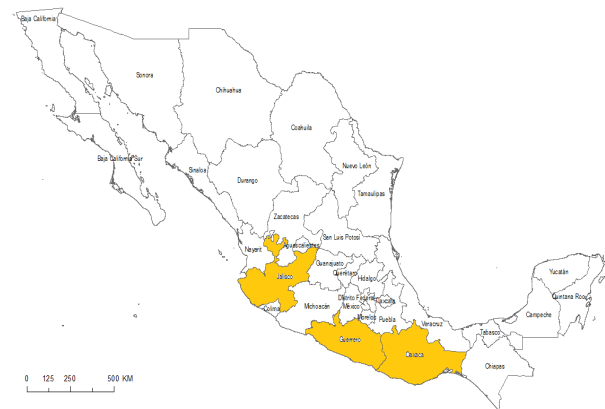 Baja California
Sonora
Chihuahua
Coahuila
Nuevo León
Baja California Sur
Sinaloa
Durango
Tamaulipas
Zacatecas
San Luis Potosí
Nayarit
Aguascalientes
Jalisco
Guanajuato
Querétaro
Hidalgo
Yucatán
Quintana Roo
Campeche
Colima
Michoacán
Distrito Federal
México
Tlaxcala
Morelos
Puebla
Veracruz
Tabasco
Guerrero
Oaxaca
Chiapas
0 125 250 500 KM